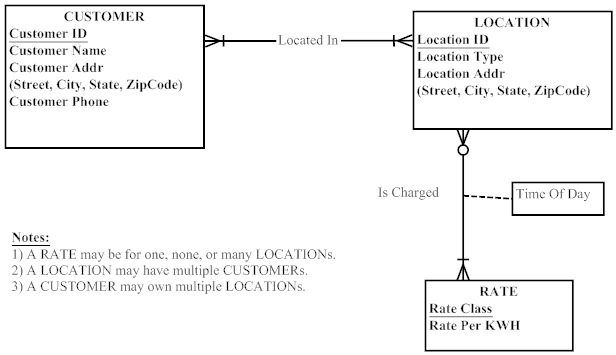 CUSTOMER
Customer ID
Customer Name
Customer Addr
(Street, City, State, ZipCode)
Customer Phone
Located In
LOCATION
Location ID
Location Type
Location Addr
(Street, City, State, ZipCode)
Is Charged
Time Of Day
Notes:
1) A RATE may be for one, none, or many LOCATIONs.
2) A LOCATION may have multiple CUSTOMERs.
3) A CUSTOMER may own multiple LOCATIONs.
RATE
Rate Class
Rate Per KWH